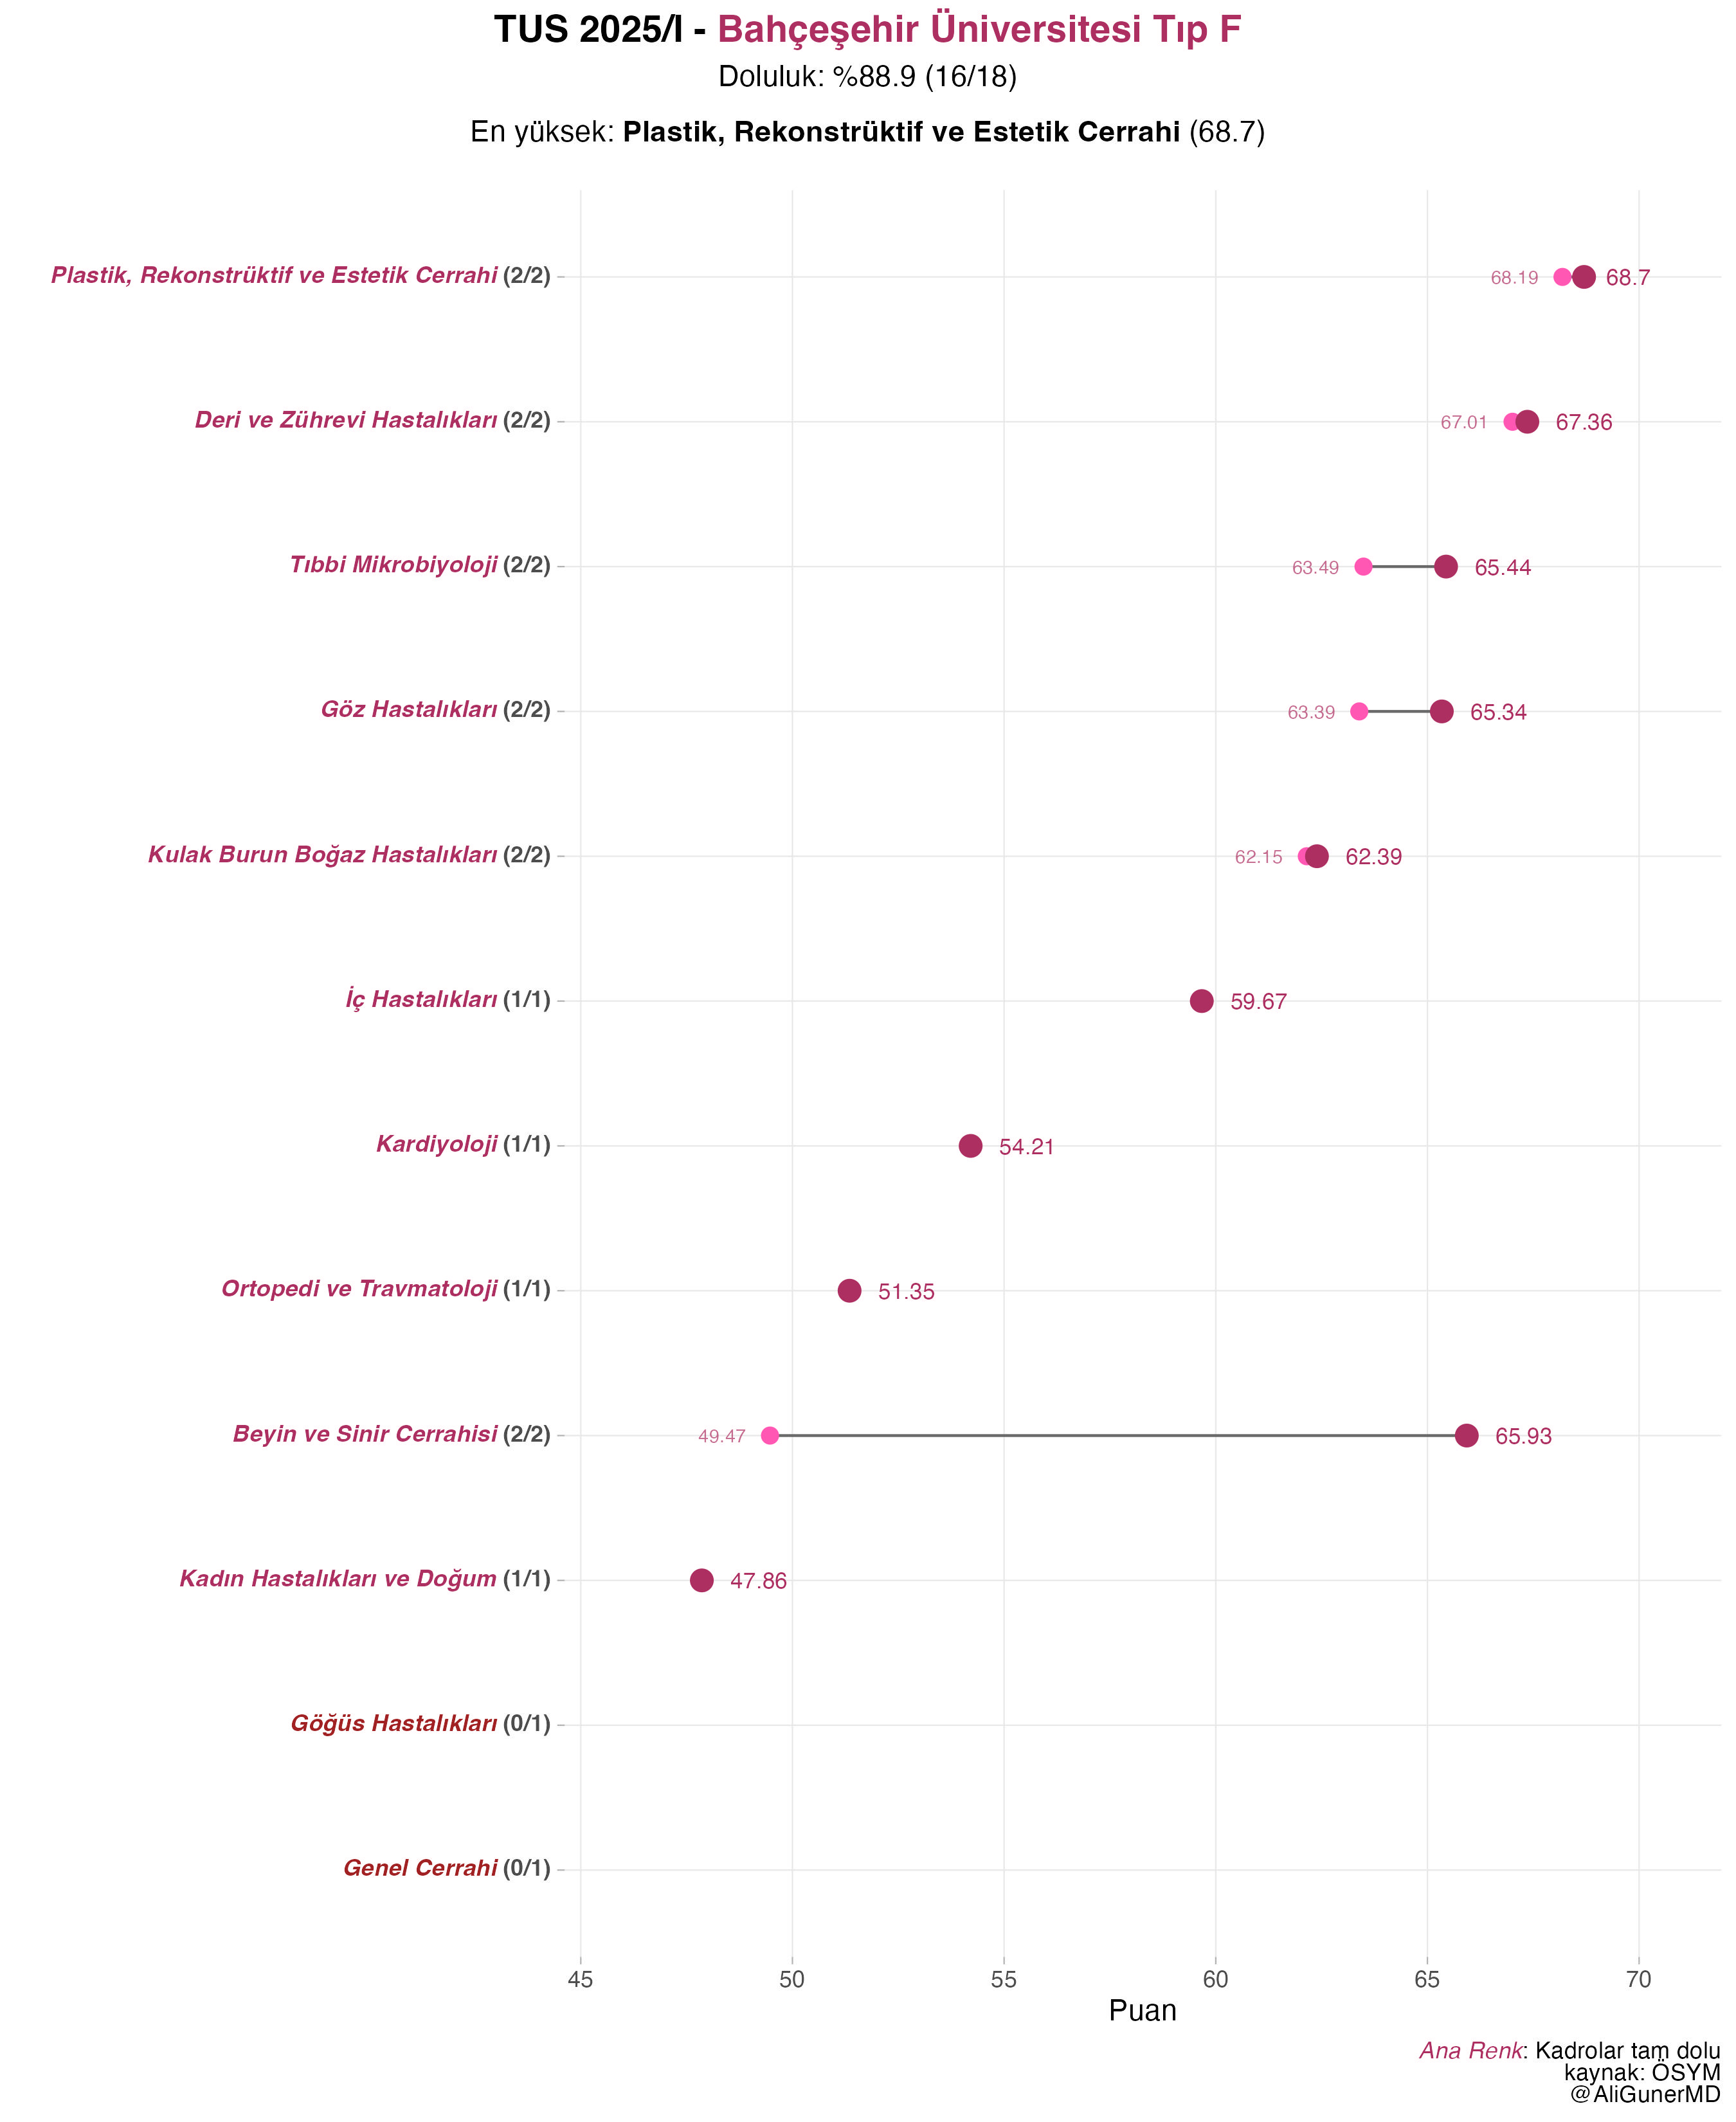 TUS 2025/I - Bahçeşehir Üniversitesi Tıp F
Doluluk: %88.9 (16/18)
En yüksek: Plastik, Rekonstrüktif ve Estetik Cerrahi (68.7)
Plastik, Rekonstrüktif ve Estetik Cerrahi (2/2) 68.19 68.7
Deri ve Zührevi Hastalıkları (2/2) 67.01 67.36
Tıbbi Mikrobiyoloji (2/2) 63.49 65.44
Göz Hastalıkları (2/2) 63.39 65.34
Kulak Burun Boğaz Hastalıkları (2/2) 62.15 62.39
İç Hastalıkları (1/1) 59.67
Kardiyoloji (1/1) 54.21
Ortopedi ve Travmatoloji (1/1) 51.35
Beyin ve Sinir Cerrahisi (2/2) 49.47 65.93
Kadın Hastalıkları ve Doğum (1/1) 47.86
Göğüs Hastalıkları (0/1)
Genel Cerrahi (0/1)
45 50 55 60 65 70
Puan
Ana Renk: Kadrolar tam dolu
kaynak: ÖSYM
@AliGunerMD